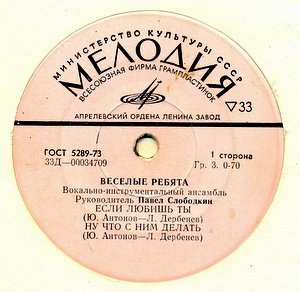 МИНИСТЕРСТВО КУЛЬТУРЫ СССР
МЕЛОДИЯ
ВСЕСОЮЗНАЯ ФИРМА ГРАМПЛАСТИНОК
▽33
АПРЕЛЕВСКИЙ ОРДЕНА ЛЕНИНА ЗАВОД
ГОСТ 5289-73
33Д—00034709
1 сторона
Гр. 3. 0-70
ВЕСЕЛЫЕ РЕБЯТА
Вокально-инструментальный ансамбль
Руководитель Павел Слободкин
ЕСЛИ ЛЮБИШЬ ТЫ
(Ю. Антонов—Л. Дербенев)
НУ ЧТО С НИМ ДЕЛАТЬ
(Ю. Антонов—Л. Дербенев)